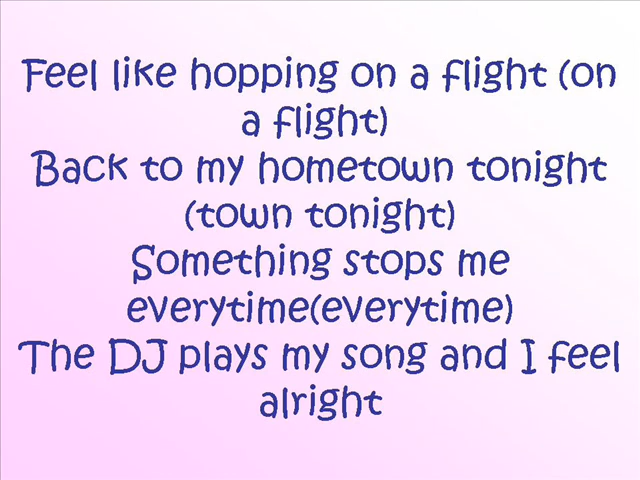 Feel like hopping on a flight (on
a flight)
Back to my hometown tonight
(town tonight)
Something stops me
everytime(everytime)
The DJ plays my song and I feel
alright